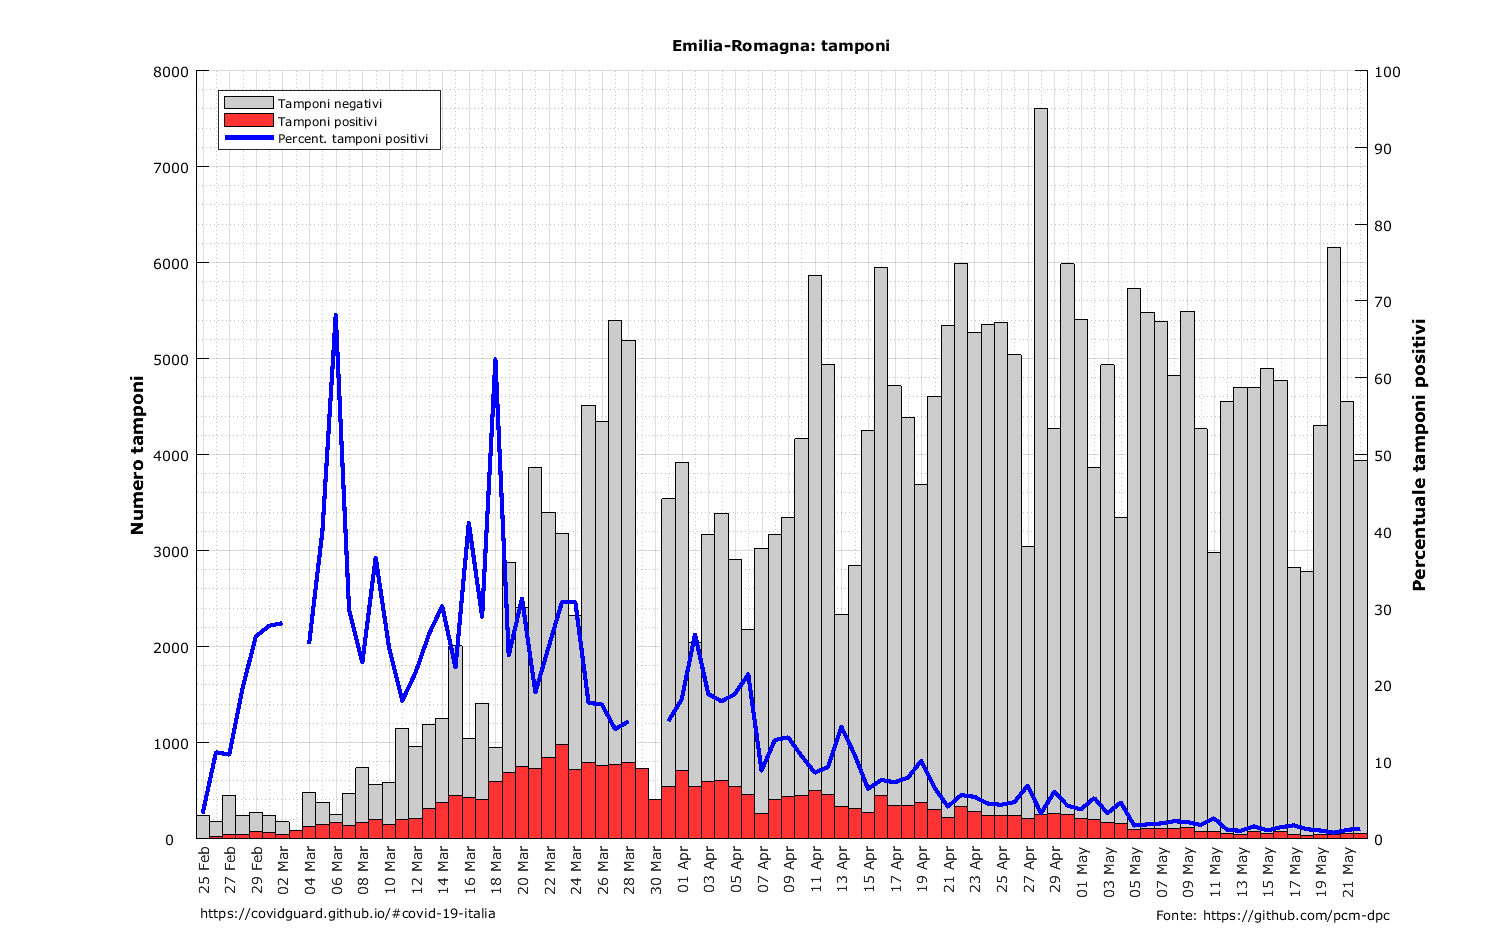 Emilia-Romagna: tamponi
Tamponi negativi
Tamponi positivi
Percent. tamponi positivi
Numero tamponi
8000
7000
6000
5000
4000
3000
2000
1000
0
Percentuale tamponi positivi
100
90
80
70
60
50
40
30
20
10
0
25 Feb
27 Feb
29 Feb
02 Mar
04 Mar
06 Mar
08 Mar
10 Mar
12 Mar
14 Mar
16 Mar
18 Mar
20 Mar
22 Mar
24 Mar
26 Mar
28 Mar
30 Mar
01 Apr
03 Apr
05 Apr
07 Apr
09 Apr
11 Apr
13 Apr
15 Apr
17 Apr
19 Apr
21 Apr
23 Apr
25 Apr
27 Apr
29 Apr
01 May
03 May
05 May
07 May
09 May
11 May
13 May
15 May
17 May
19 May
21 May
https://covidguard.github.io/#covid-19-italia
Fonte: https://github.com/pcm-dpc